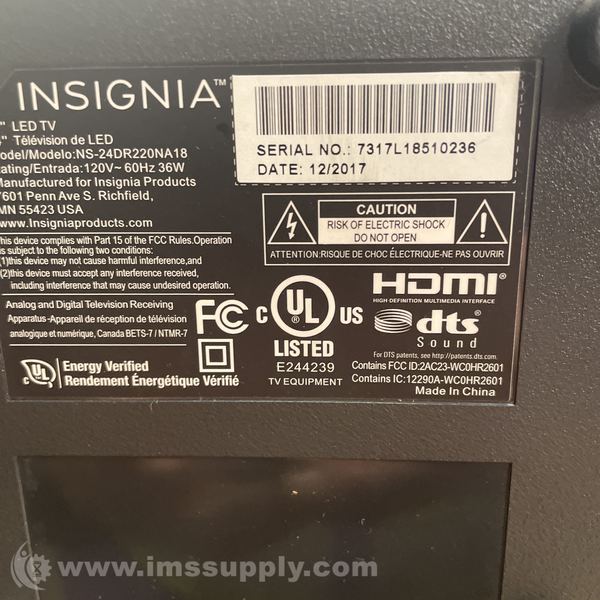 INSIGNIA™
" LED TV
" Télévision de LED
odel/Modelo:NS-24DR220NA18
ating/Entrada:120V~ 60Hz 36W
anufactured for Insignia Products
601 Penn Ave S. Richfield,
MN 55423 USA
www.Insigniaproducts.com
SERIAL NO.: 7317L18510236
DATE: 12/2017
CAUTION
RISK OF ELECTRIC SHOCK
DO NOT OPEN
ATTENTION:RISQUE DE CHOC ÉLECTRIQUE-NE PAS OUVRIR
his device complies with Part 15 of the FCC Rules.Operation
is subject to the following two conditions:
(1)this device may not cause harmful interference,and
(2)this device must accept any interference received,
including interference that may cause undesired operation.
Analog and Digital Television Receiving
Apparatus-Appareil de réception de télévision
analogique et numérique, Canada BETS-7 / NTMR-7
FC
C UL US
LISTED
E244239
TV EQUIPMENT
HDMI
HIGH DEFINITION MULTIMEDIA INTERFACE
dts
Sound
For DTS patents, see http://patents.dts.com.
Contains FCC ID:2AC23-WC0HR2601
Contains IC:12290A-WC0HR2601
Made In China
UL
Energy Verified
Rendement Énergétique Vérifié
www.imssupply.com